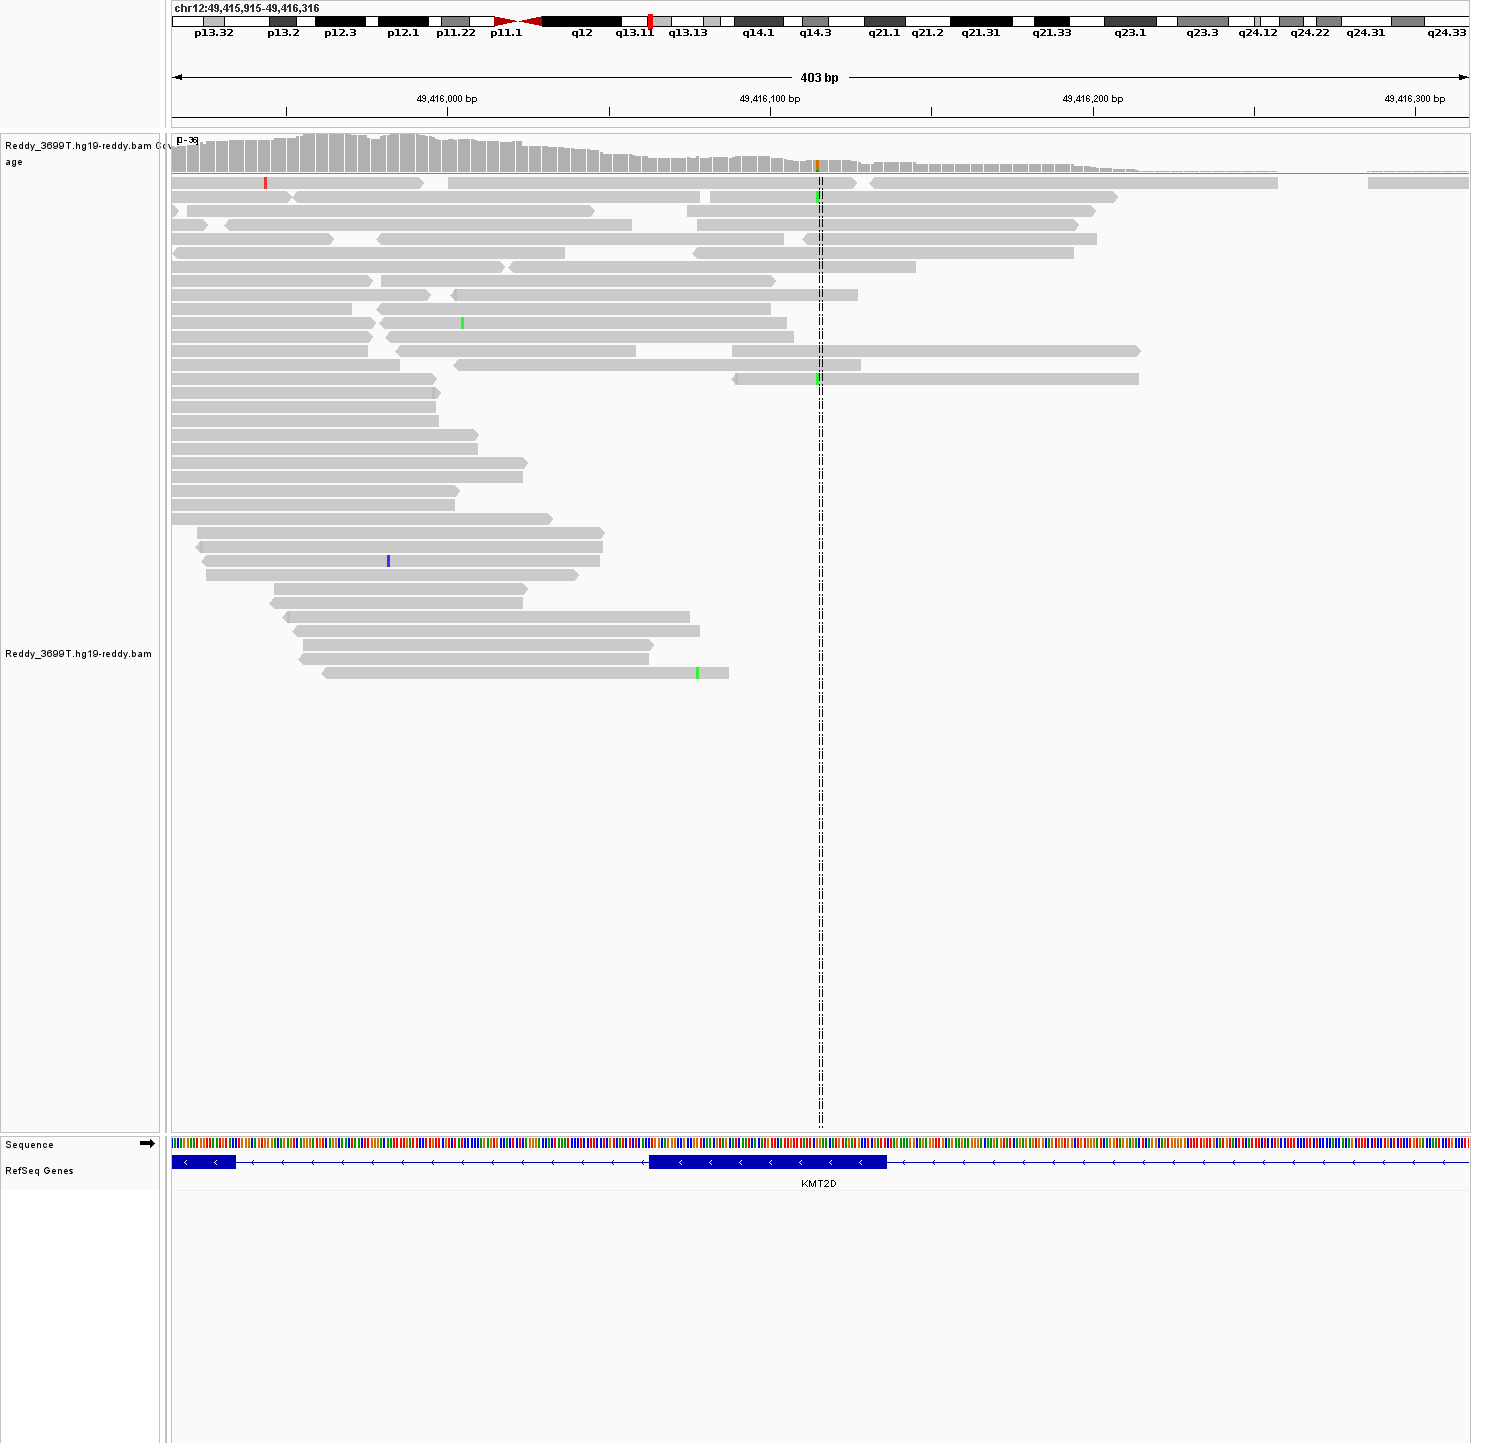 chr12:49,415,915-49,416,316
p13.32 p13.2 p12.3 p12.1 p11.22 p11.1 q12 q13.11 q13.13 q14.1 q14.3 q21.1 q21.2 q21.31 q21.33 q23.1 q23.3 q24.12 q24.22 q24.31 q24.33
403 bp
49,416,000 bp 49,416,100 bp 49,416,200 bp 49,416,300 bp
Reddy_3699T.hg19-reddy.bam Cov
age
Reddy_3699T.hg19-reddy.bam
Sequence
RefSeq Genes
KMT2D